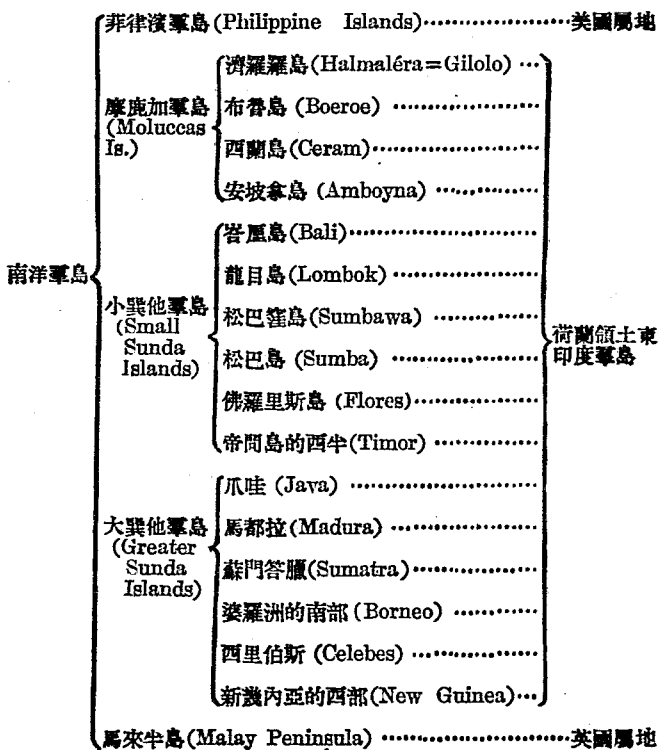 菲律濱羣島(Philippine Islands)··················美國屬地
濟羅羅島(Halmaléra=Gilolo)···
摩鹿加羣島
(Moluccas
Is.)
布魯島 (Boeroe) ··················
西蘭島(Ceram)··················
安坡拿島 (Amboyna) ·············
峇厘島(Bali)····················
南洋羣島
龍目島(Lombok)················
小巽他羣島
(Small
Sunda
Islands)
松巴窪島(Sumbawa)·············
松巴島 (Sumba) ················
荷蘭領土東
印度羣島
佛羅里斯島 (Flores)·············
帝問島的西半(Timor)············
爪哇 (Java) ····················
大巽他羣島
(Greater
Sunda
Islands)
馬都拉(Madura)················
蘇門答臘(Sumatra)··············
婆羅洲的南部(Borneo) ··········
西里伯斯 (Celebes) ·············
新幾內亞的西部(New Guinea)···
馬來半島(Malay Peninsula) ··················英國屬地